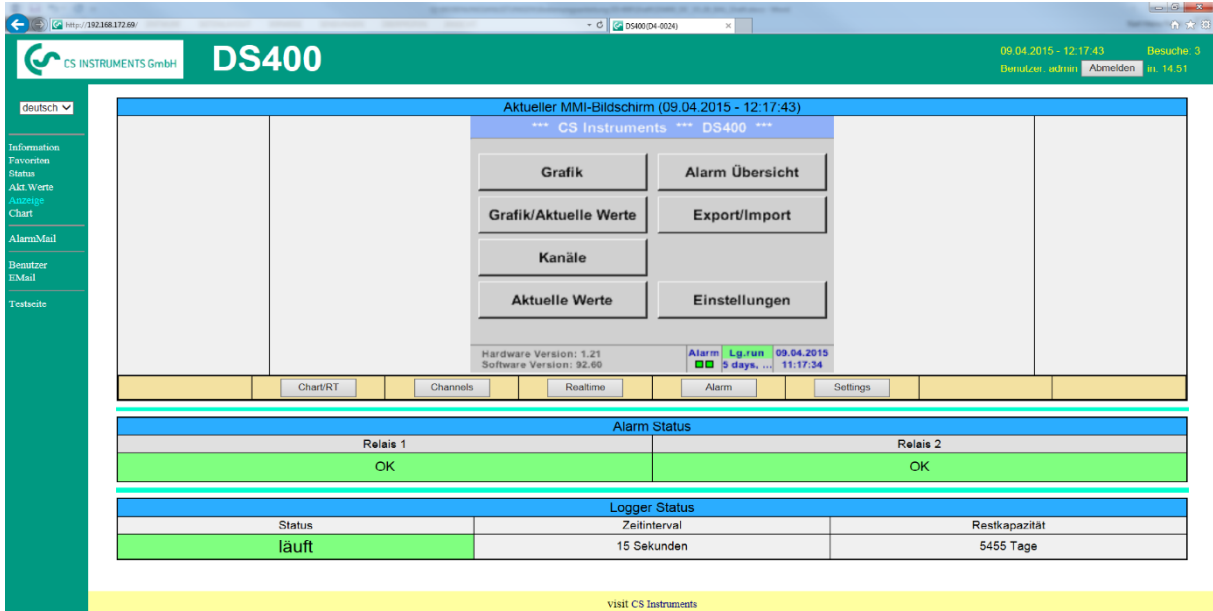 http://192.168.172.69/
DS400(D4-0024)
CS INSTRUMENTS GmbH
DS400
09.04.2015 - 12:17:43 Besuche: 3
Benutzer: admin Abmelden in: 14:51
deutsch
Information
Favoriten
Status
Akt.Werte
Anzeige
Chart
AlarmMail
Benutzer
EMail
Testseite
Aktueller MMI-Bildschirm (09.04.2015 - 12:17:43)
*** CS Instruments *** DS400 ***
Grafik Alarm Übersicht
Grafik/Aktuelle Werte Export/Import
Kanäle
Aktuelle Werte Einstellungen
Hardware Version: 1.21 Alarm Lg.run 09.04.2015
Software Version: 92.60 5 days, ... 11:17:34
Chart/RT Channels Realtime Alarm Settings
Alarm Status
Relais 1 Relais 2
OK OK
Logger Status
Status Zeitinterval Restkapazität
läuft 15 Sekunden 5455 Tage
visit CS Instruments